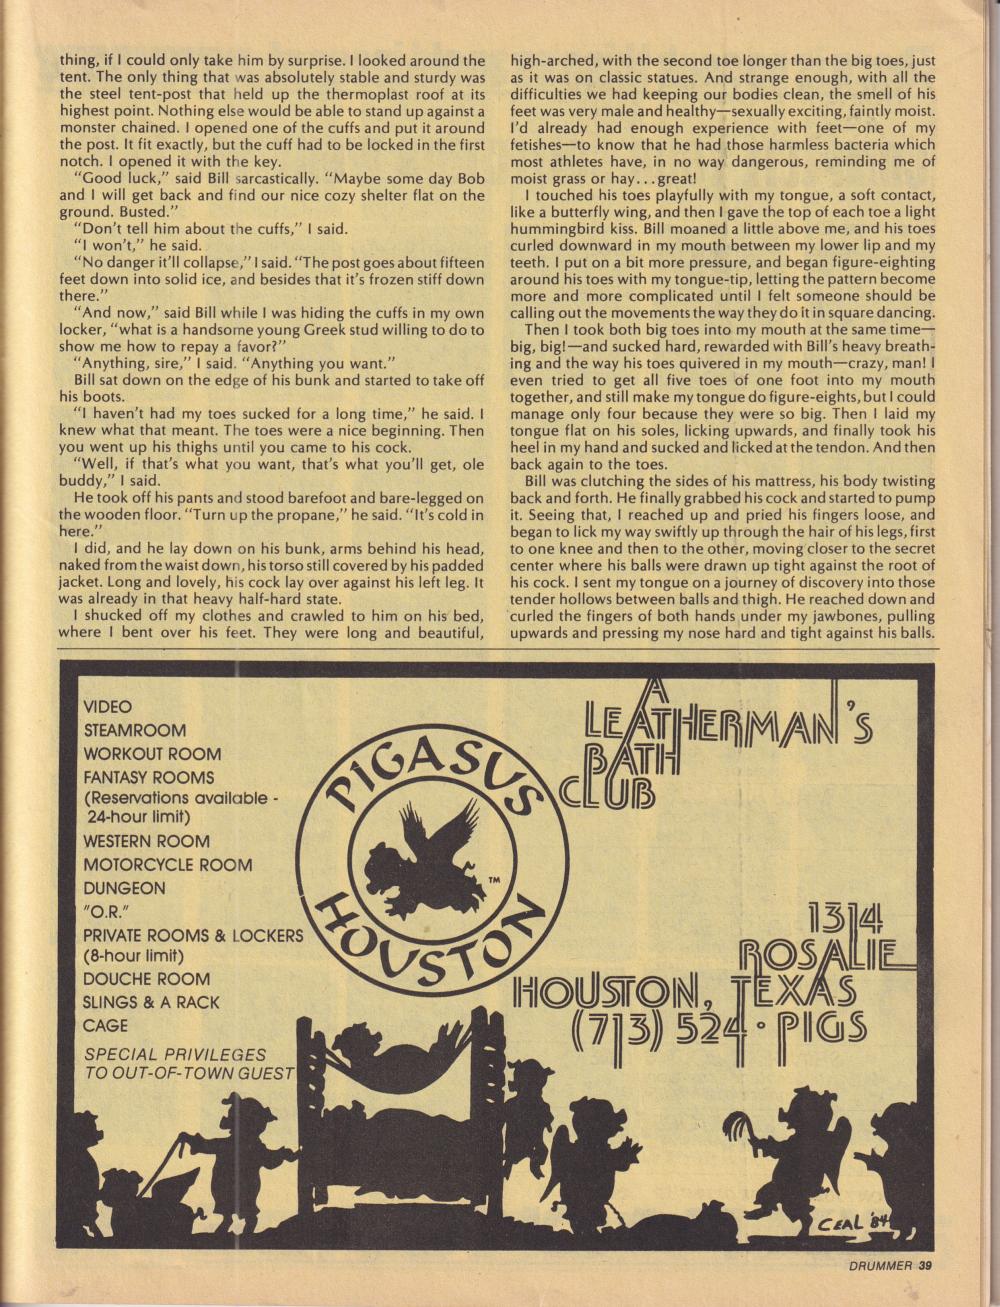 thing, if I could only take him by surprise. I looked around the
tent. The only thing that was absolutely stable and sturdy was
the steel tent-post that held up the thermoplast roof at its
highest point. Nothing else would be able to stand up against a
monster chained. I opened one of the cuffs and put it around
the post. It fit exactly, but the cuff had to be locked in the first
notch. I opened it with the key.
“Good luck,” said Bill sarcastically. “Maybe some day Bob
and I will get back and find our nice cozy shelter flat on the
ground. Busted.”
“Don’t tell him about the cuffs,” I said.
“I won’t,” he said.
“No danger it’ll collapse,” I said. “The post goes about fifteen
feet down into solid ice, and besides that it’s frozen stiff down
there.”
“And now,” said Bill while I was hiding the cuffs in my own
locker, “what is a handsome young Greek stud willing to do to
show me how to repay a favor?”
“Anything, sire,” I said. “Anything you want.”
Bill sat down on the edge of his bunk and started to take off
his boots.
“I haven’t had my toes sucked for a long time,” he said. I
knew what that meant. The toes were a nice beginning. Then
you went up his thighs until you came to his cock.
“Well, if that’s what you want, that’s what you’ll get, ole
buddy,” I said.
He took off his pants and stood barefoot and bare-legged on
the wooden floor. “Turn up the propane,” he said. “It’s cold in
here.”
I did, and he lay down on his bunk, arms behind his head,
naked from the waist down, his torso still covered by his padded
jacket. Long and lovely, his cock lay over against his left leg. It
was already in that heavy half-hard state.
I shucked off my clothes and crawled to him on his bed,
where I bent over his feet. They were long and beautiful,
high-arched, with the second toe longer than the big toes, just
as it was on classic statues. And strange enough, with all the
difficulties we had keeping our bodies clean, the smell of his
feet was very male and healthy—sexually exciting, faintly moist.
I’d already had enough experience with feet—one of my
fetishes—to know that he had those harmless bacteria which
most athletes have, in no way dangerous, reminding me of
moist grass or hay...great!
I touched his toes playfully with my tongue, a soft contact,
like a butterfly wing, and then I gave the top of each toe a light
hummingbird kiss. Bill moaned a little above me, and his toes
curled downward in my mouth between my lower lip and my
teeth. I put on a bit more pressure, and began figure-eighting
around his toes with my tongue-tip, letting the pattern become
more and more complicated until I felt someone should be
calling out the movements the way they do it in square dancing.
Then I took both big toes into my mouth at the same time—
big, big!—and sucked hard, rewarded with Bill’s heavy breath-
ing and the way his toes quivered in my mouth—crazy, man! I
even tried to get all five toes of one foot into my mouth
together, and still make my tongue do figure-eights, but I could
manage only four because they were so big. Then I laid my
tongue flat on his soles, licking upwards, and finally took his
heel in my hand and sucked and licked at the tendon. And then
back again to the toes.
Bill was clutching the sides of his mattress, his body twisting
back and forth. He finally grabbed his cock and started to pump
it. Seeing that, I reached up and pried his fingers loose, and
began to lick my way swiftly up through the hair of his legs, first
to one knee and then to the other, moving closer to the secret
center where his balls were drawn up tight against the root of
his cock. I sent my tongue on a journey of discovery into those
tender hollows between balls and thigh. He reached down and
curled the fingers of both hands under my jawbones, pulling
upwards and pressing my nose hard and tight against his balls.
VIDEO
STEAMROOM
WORKOUT ROOM
FANTASY ROOMS
(Reservations available -
24-hour limit)
WESTERN ROOM
MOTORCYCLE ROOM
DUNGEON
"O.R."
PRIVATE ROOMS & LOCKERS
(8-hour limit)
DOUCHE ROOM
SLINGS & A RACK
CAGE
SPECIAL PRIVILEGES
TO OUT-OF-TOWN GUEST
PIGASUS
HOUSTON
TM
A
LEATHERMAN'S
BATH
CLUB
1314
ROSALIE
HOUSTON, TEXAS
(713) 524 · PIGS
CEAL '84
DRUMMER 39